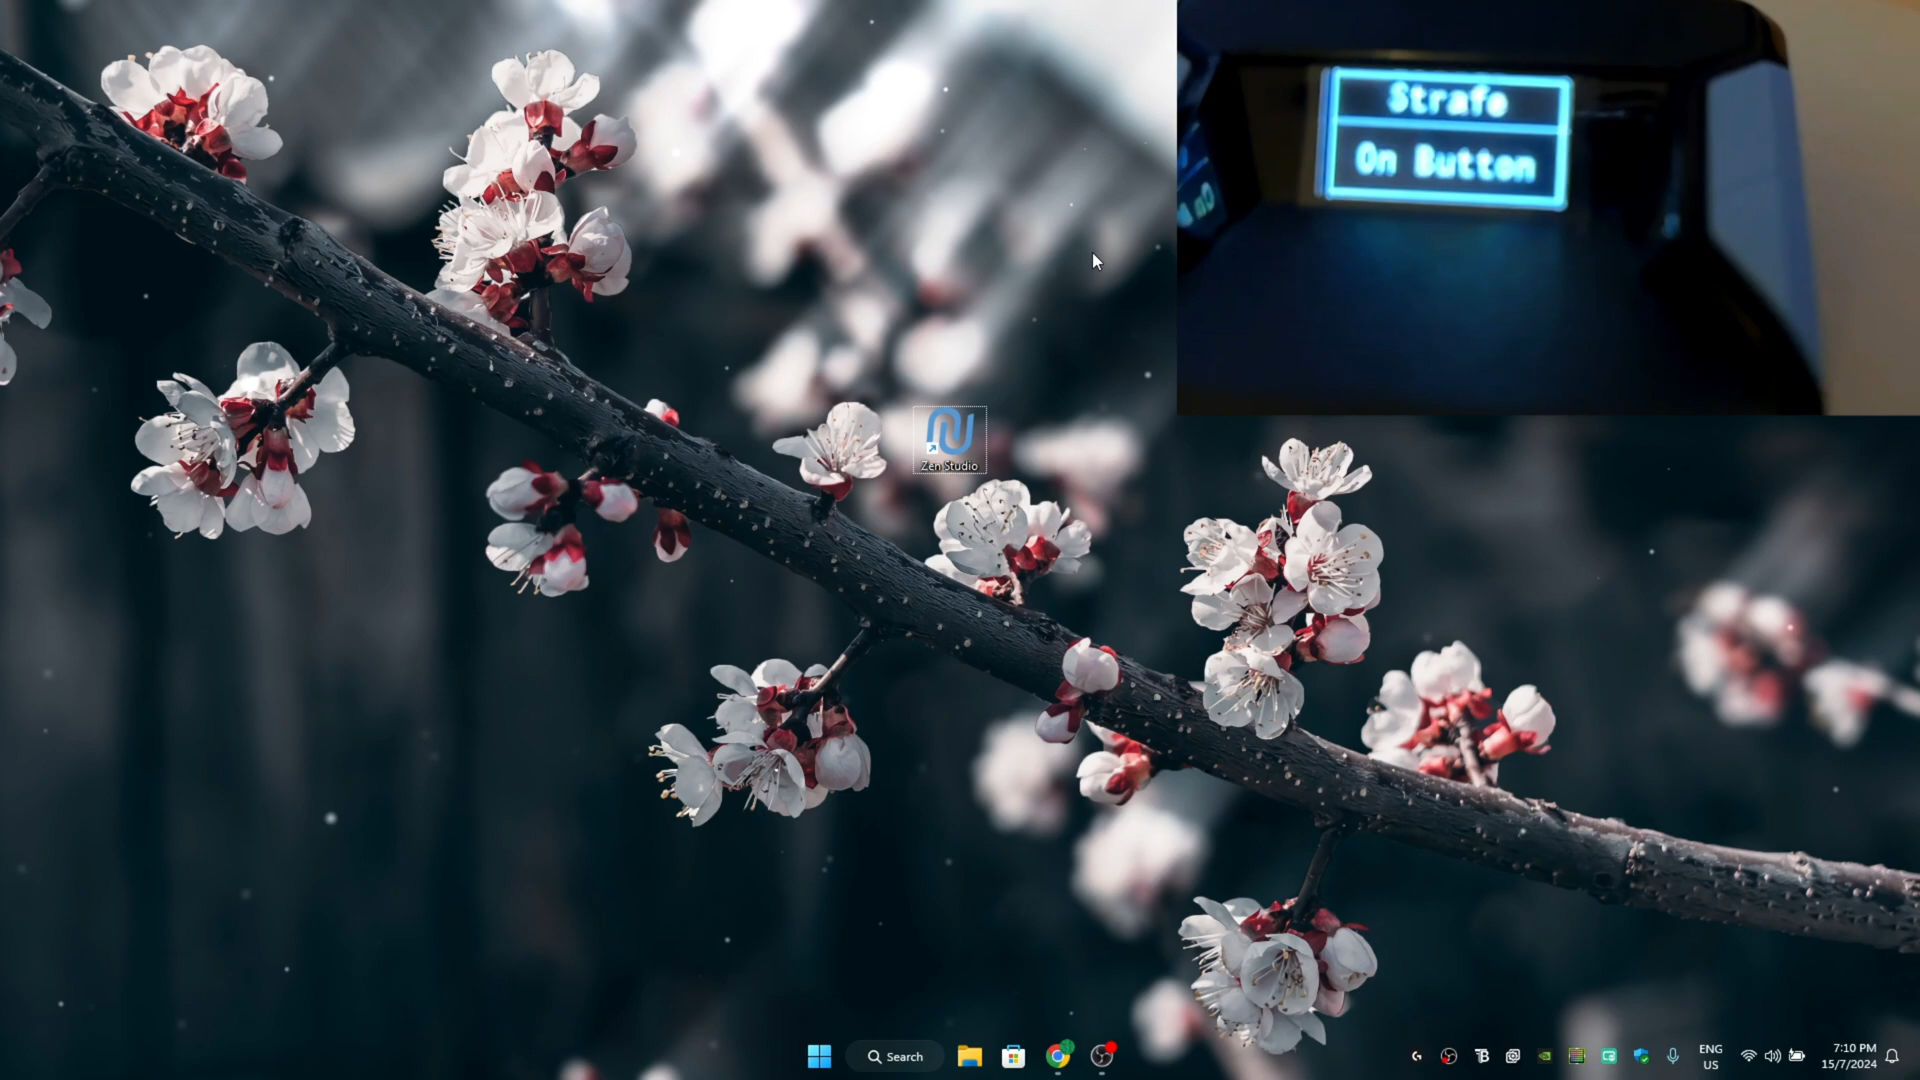 Strafe
On Button
Zen Studio
Search
ENG
US
7:10 PM
15/7/2024